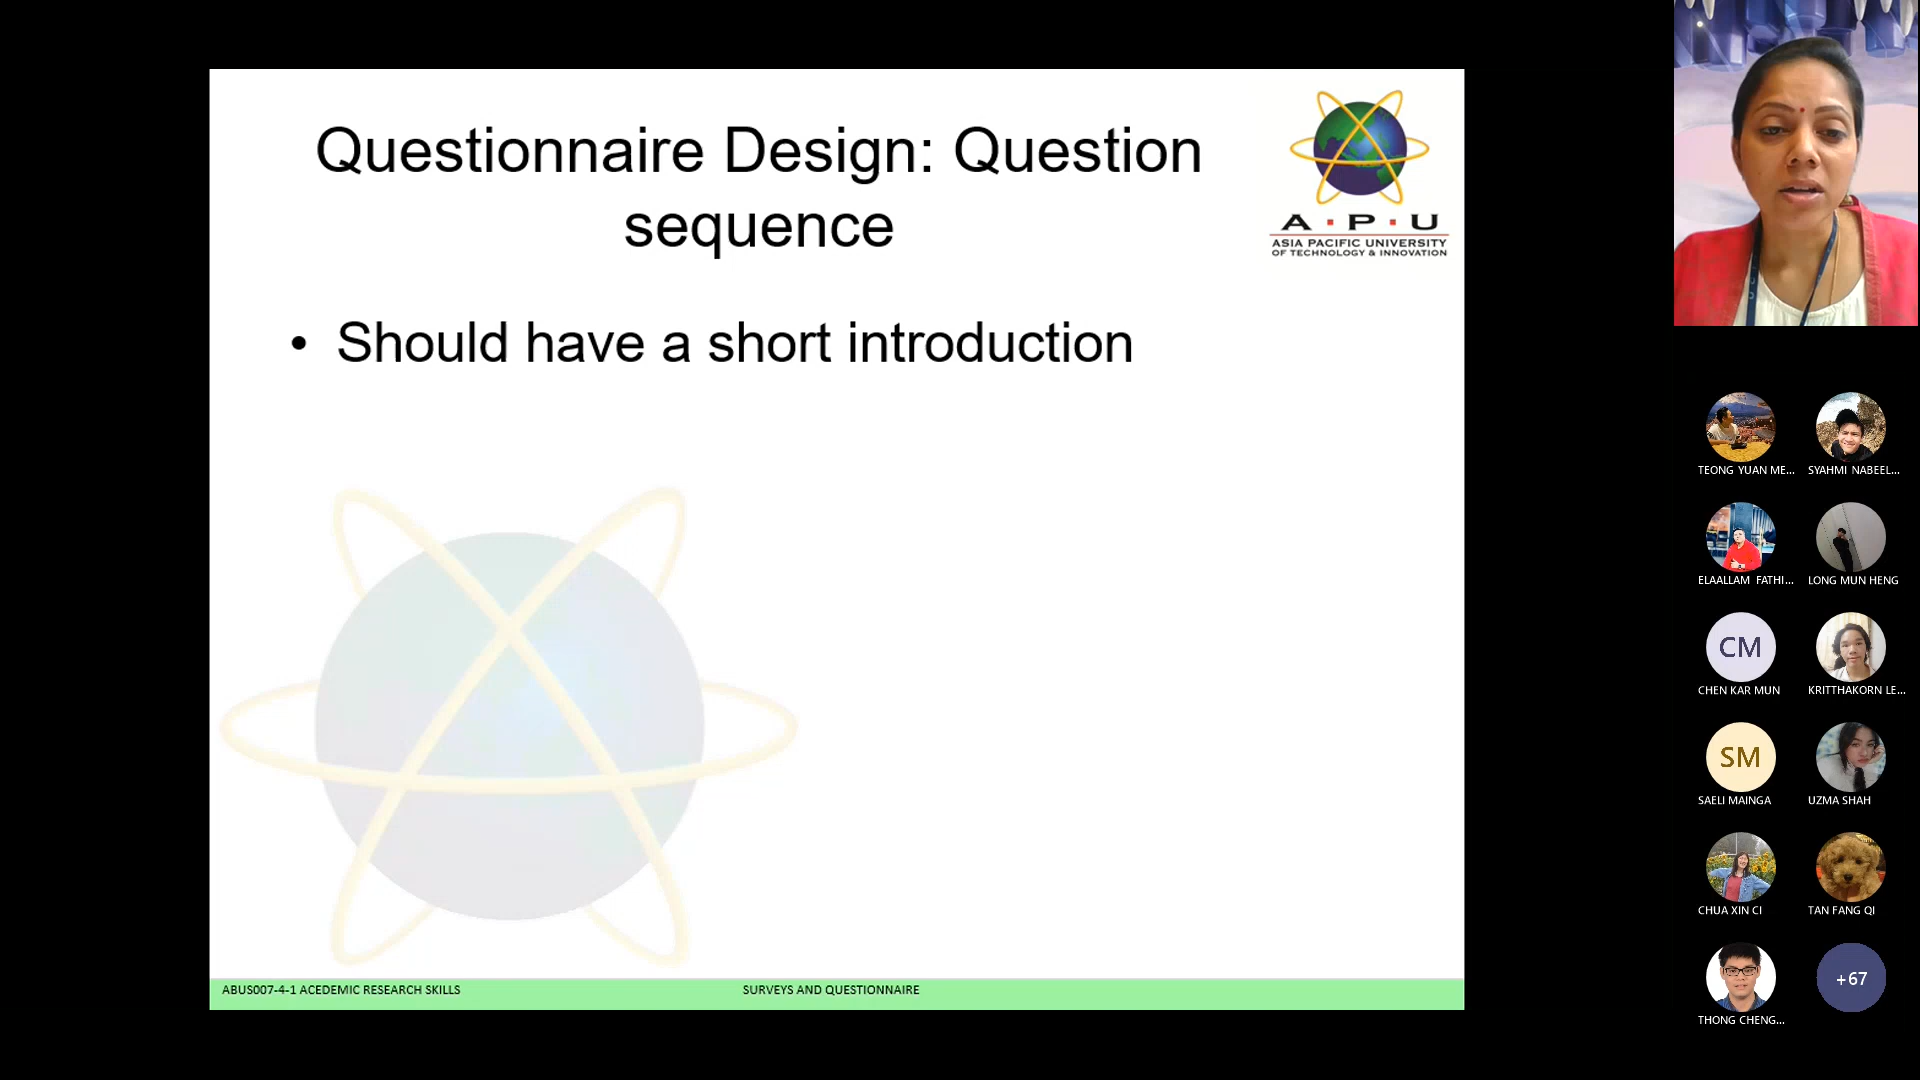 Questionnaire Design: Question
sequence
A·P·U
ASIA PACIFIC UNIVERSITY
OF TECHNOLOGY & INNOVATION
• Should have a short introduction
ABUS007-4-1 ACEDEMIC RESEARCH SKILLS
SURVEYS AND QUESTIONNAIRE
TEONG YUAN ME...
SYAHMI NABEEL...
ELAALLAM FATHI...
LONG MUN HENG
CM
CHEN KAR MUN
KRITTHAKORN LE...
SM
SAELI MAINGA
UZMA SHAH
CHUA XIN CI
TAN FANG QI
THONG CHENG...
+67